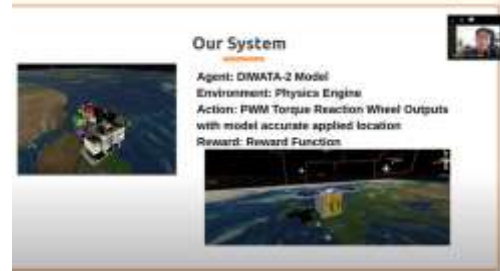 Our System
Agent: DIWATA-2 Model
Environment: Physics Engine
Action: PWM Torque Reaction Wheel Outputs
with model accurate applied location
Reward: Reward Function